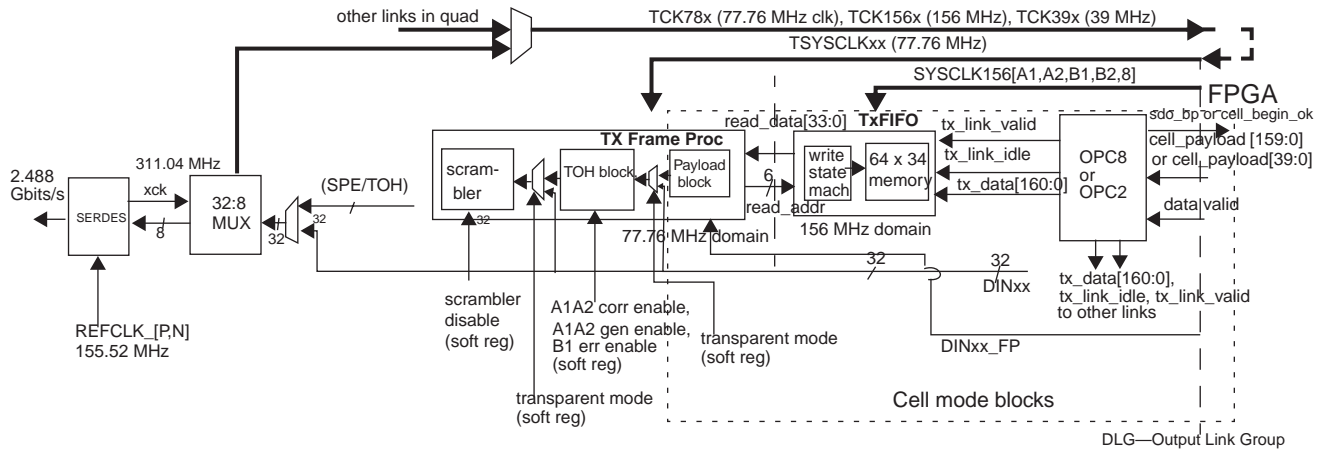 other links in quad
TCK78x (77.76 MHz clk), TCK156x (156 MHz), TCK39x (39 MHz)
TSYSCLKxx (77.76 MHz)
SYSCLK156[A1,A2,B1,B2,8]
FPGA
sdo_bp or cell_begin_ok
cell_payload [159:0]
or cell_payload[39:0]
data_valid
OPC8
or
OPC2
tx_link_valid
tx_link_idle
tx_data[160:0]
TxFIFO
write
state
mach
64 x 34
memory
156 MHz domain
read_data[33:0]
6
read_addr
TX Frame Proc
Payload
block
TOH block
scram-
bler
32
77.76 MHz domain
2.488
Gbits/s
311.04 MHz
xck
SERDES
8
32:8
MUX
32
32
(SPE/TOH)
32
32
DINxx
tx_data[160:0],
tx_link_idle, tx_link_valid
to other links
REFCLK_[P,N]
155.52 MHz
scrambler
disable
(soft reg)
A1A2 corr enable,
A1A2 gen enable,
B1 err enable
(soft reg)
transparent mode
(soft reg)
transparent mode
(soft reg)
DINxx_FP
Cell mode blocks
DLG—Output Link Group